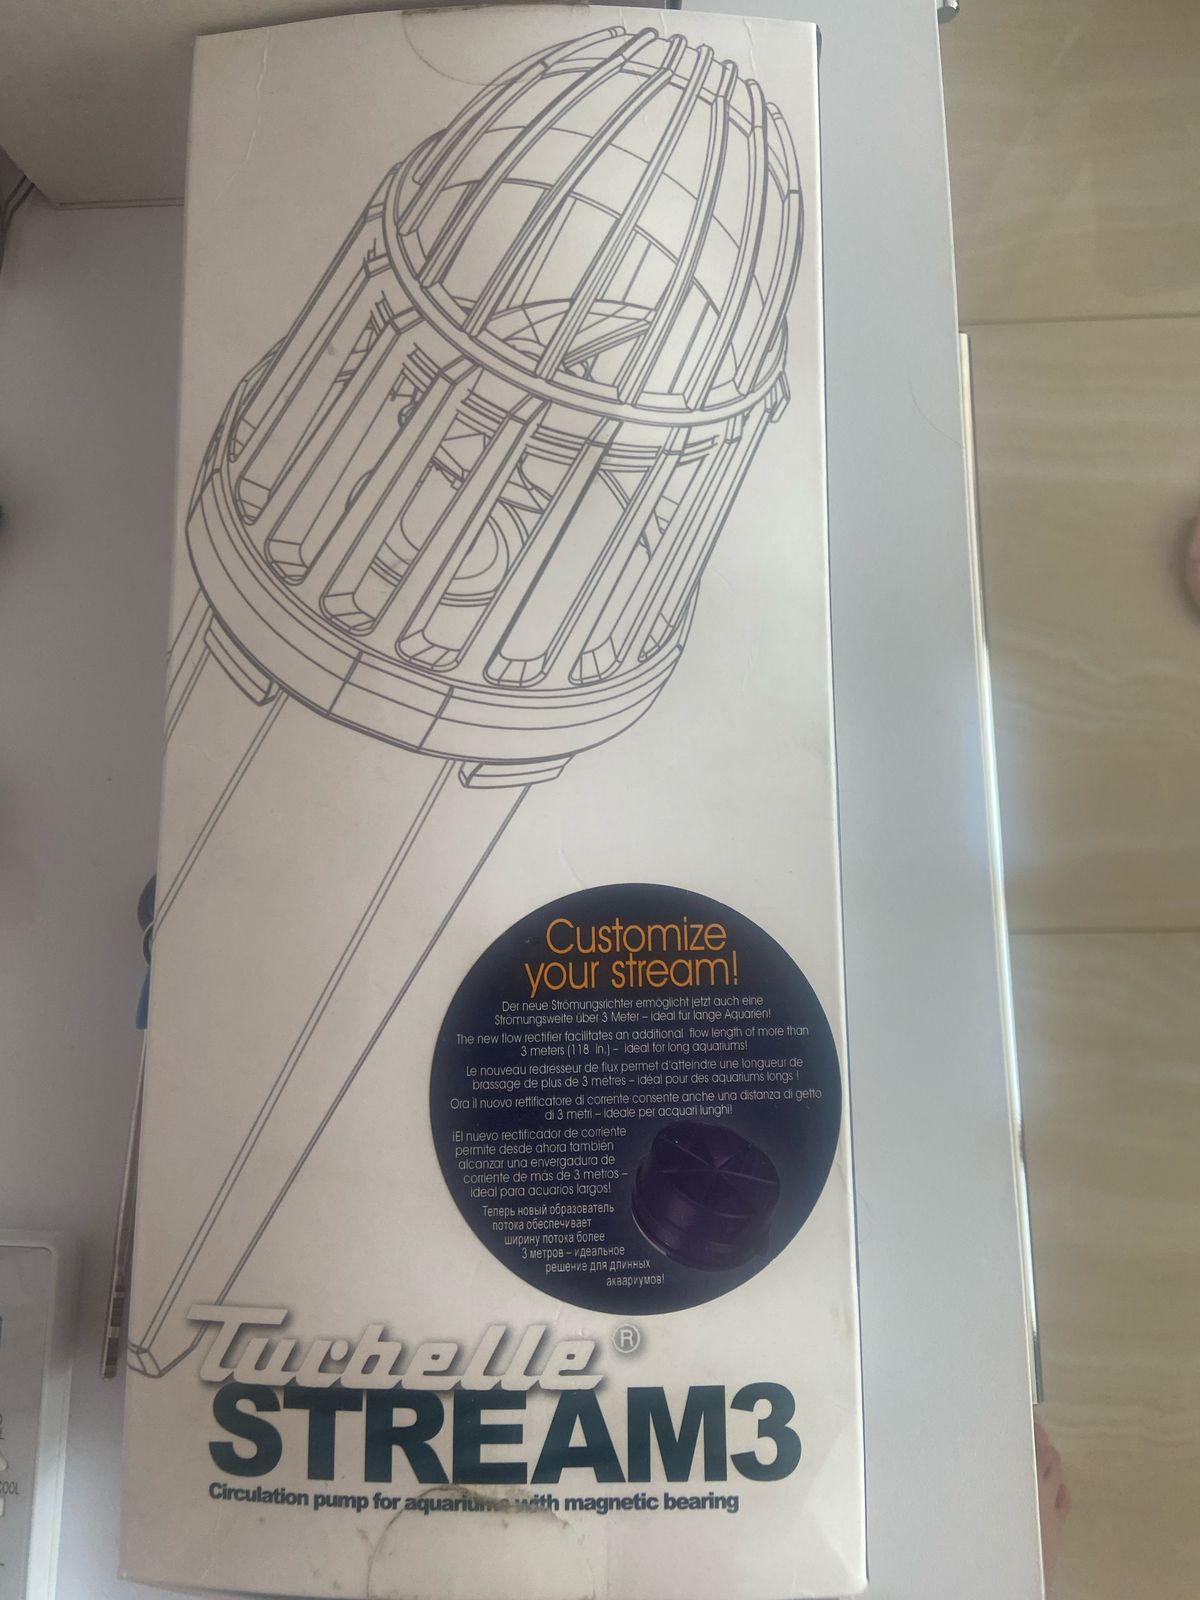 Customize
your stream!
Der neue Strömungsrichter ermöglicht jetzt auch eine
Strömungsweite über 3 Meter – ideal für lange Aquarien!
The new flow rectifier facilitates an additional flow length of more than
3 meters (118 in.) – ideal for long aquariums!
Le nouveau redresseur de flux permet d'atteindre une longueur de
brassage de plus de 3 mètres – idéal pour des aquariums longs !
Ora il nuovo rettificatore di corrente consente anche una distanza di getto
di 3 metri – ideale per acquari lunghi!
¡El nuevo rectificador de corriente
permite desde ahora también
alcanzar una envergadura de
corriente de más de 3 metros –
ideal para acuarios largos!
Теперь новый образователь
потока обеспечивает
ширину потока более
3 метров – идеальное
решение для длинных
аквариумов!
Turbelle®
STREAM3
Circulation pump for aquariums with magnetic bearing
COOL